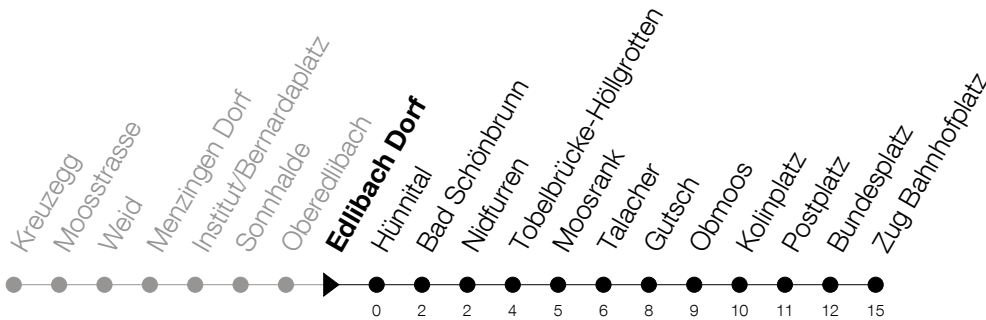 Kreuzegg
Moosstrasse
Weid
Menzingen Dorf
Institut/Bernardaplatz
Sonnhalde
Oberedlibach
Edlibach Dorf
Hünnital
Bad Schönbrunn
Nidfurren
Tobelbrücke-Höllgrotten
Moosrank
Talacher
Gutsch
Obmoos
Kolinplatz
Postplatz
Bundesplatz
Zug Bahnhofplatz
0 2 2 4 5 6 8 9 10 11 12 15